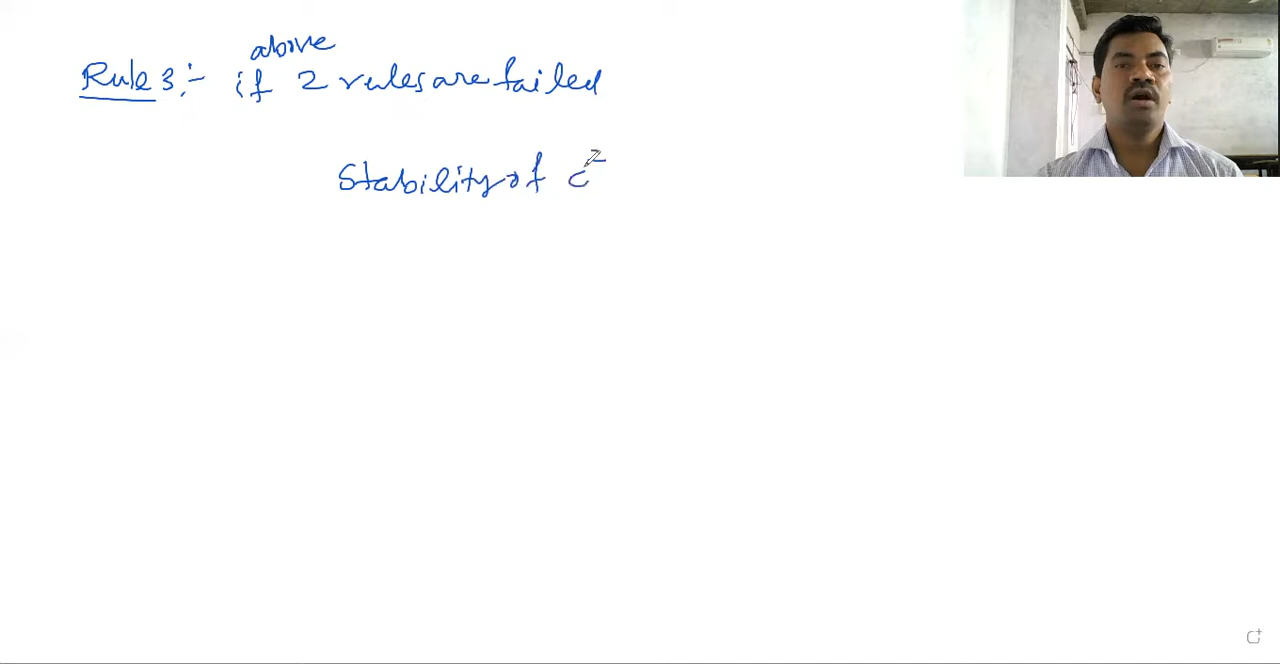 above
Rule 3:- if 2 rules are failed
Stability of c⁻